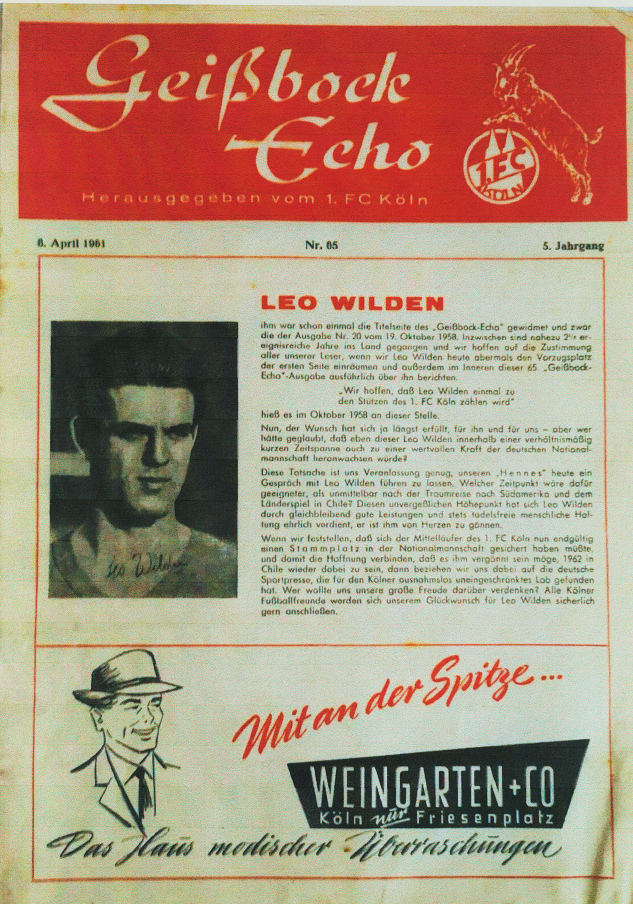 Geißbock
Echo
1.FC
KÖLN
Herausgegeben vom 1. FC Köln
8. April 1961
Nr. 65
5. Jahrgang
LEO WILDEN
ihm war schon einmal die Titelseite des „Geißbock-Echo" gewidmet und zwar
die der Ausgabe Nr. 20 vom 19. Oktober 1958. Inzwischen sind nahezu 2½ er-
eignisreiche Jahre ins Land gegangen und wir hoffen auf die Zustimmung
aller unserer Leser, wenn wir Leo Wilden heute abermals den Vorzugsplatz
der ersten Seite einräumen und außerdem im Inneren dieser 65. „Geißbock-
Echo"-Ausgabe ausführlich über ihn berichten.
„Wir hoffen, daß Leo Wilden einmal zu
den Stützen des 1. FC Köln zählen wird"
hieß es im Oktober 1958 an dieser Stelle.
Nun, der Wunsch hat sich ja längst erfüllt, für ihn und für uns – aber wer
hätte geglaubt, daß eben dieser Leo Wilden innerhalb einer verhältnismäßig
kurzen Zeitspanne auch zu einer wertvollen Kraft der deutschen National-
mannschaft heranwachsen würde?
Diese Tatsache ist uns Veranlassung genug, unseren „Hennes" heute ein
Gespräch mit Leo Wilden führen zu lassen. Welcher Zeitpunkt wäre dafür
geeigneter, als unmittelbar nach der Traumreise nach Südamerika und dem
Länderspiel in Chile? Diesen unvergeßlichen Höhepunkt hat sich Leo Wilden
durch gleichbleibend gute Leistungen und stets tadelsfreie menschliche Hal-
tung ehrlich verdient, er ist ihm von Herzen zu gönnen.
Wenn wir feststellen, daß sich der Mittelläufer des 1. FC Köln nun endgültig
einen Stammplatz in der Nationalmannschaft gesichert haben müßte,
und damit die Hoffnung verbinden, daß es ihm vergönnt sein möge, 1962 in
Chile wieder dabei zu sein, dann beziehen wir uns dabei auf die deutsche
Sportpresse, die für den Kölner ausnahmslos uneingeschränktes Lob gefunden
hat. Wer wollte uns unsere große Freude darüber verdenken? Alle Kölner
Fußballfreunde werden sich unserem Glückwunsch für Leo Wilden sicherlich
gern anschließen.
Leo Wilden
Mit an der Spitze...
WEINGARTEN+CO
Köln nur Friesenplatz
Das Haus modischer Überraschungen